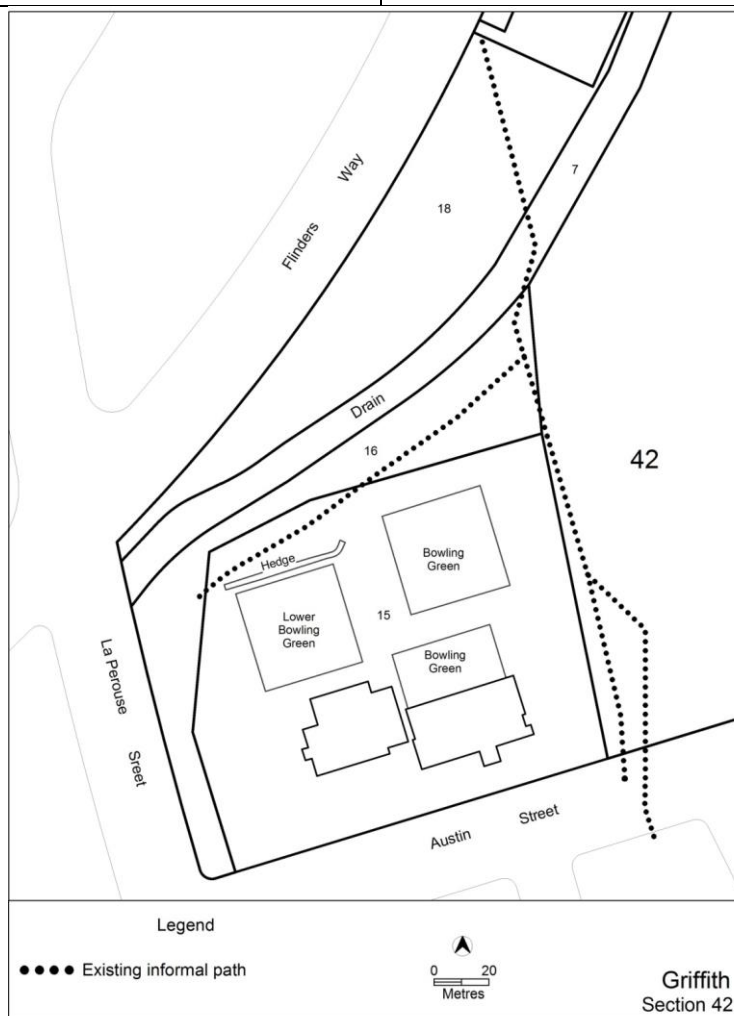 Flinders
Way
7
18
Drain
16
42
Hedge
Bowling
Green
Lower
Bowling
Green
15
Bowling
Green
La Perouse
Sreet
Austin
Street
Legend
Existing informal path
0 20
Metres
Griffith
Section 42